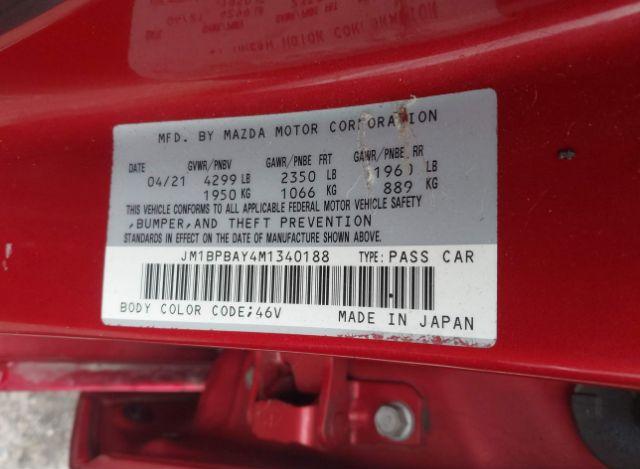 MFD. BY MAZDA MOTOR CORPORATION
DATE GVWR/PNBV GAWR/PNBE FRT GAWR/PNBE RR
04/21 4299 LB 2350 LB 1960 LB
1950 KG 1066 KG 889 KG
THIS VEHICLE CONFORMS TO ALL APPLICABLE FEDERAL MOTOR VEHICLE SAFETY
,BUMPER,AND THEFT PREVENTION
STANDARDS IN EFFECT ON THE DATE OF MANUFACTURE SHOWN ABOVE.
JM1BPBAY4M1340188 TYPE: PASS CAR
BODY COLOR CODE;46V MADE IN JAPAN